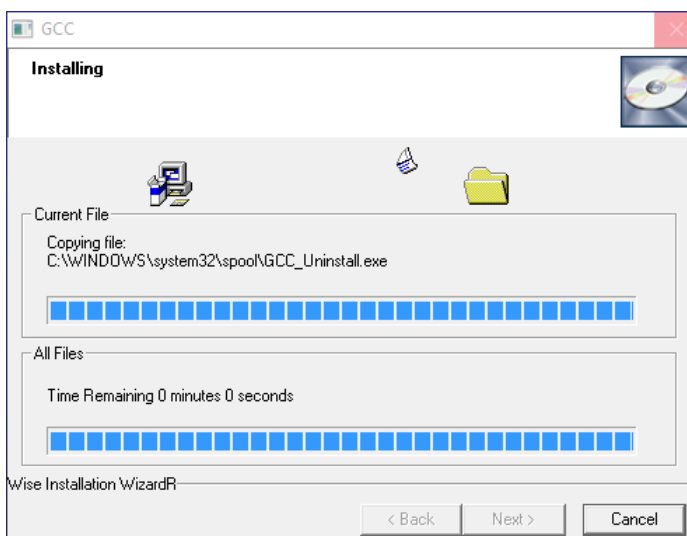 GCC
Installing
Current File
Copying file:
C:\WINDOWS\system32\spool\GCC_Uninstall.exe
All Files
Time Remaining 0 minutes 0 seconds
Wise Installation WizardR
< Back
Next >
Cancel